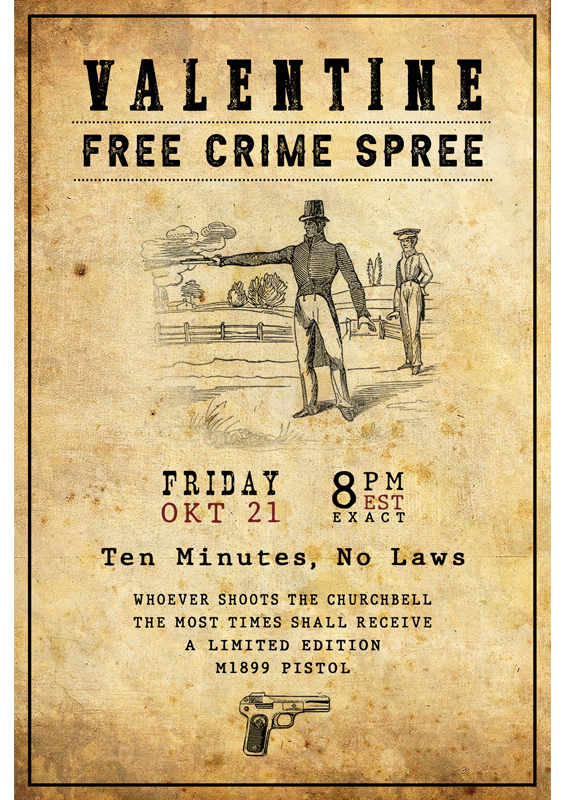 VALENTINE
FREE CRIME SPREE
FRIDAY
OKT 21
8 PM
EST
EXACT
Ten Minutes, No Laws
WHOEVER SHOOTS THE CHURCHBELL
THE MOST TIMES SHALL RECEIVE
A LIMITED EDITION
M1899 PISTOL